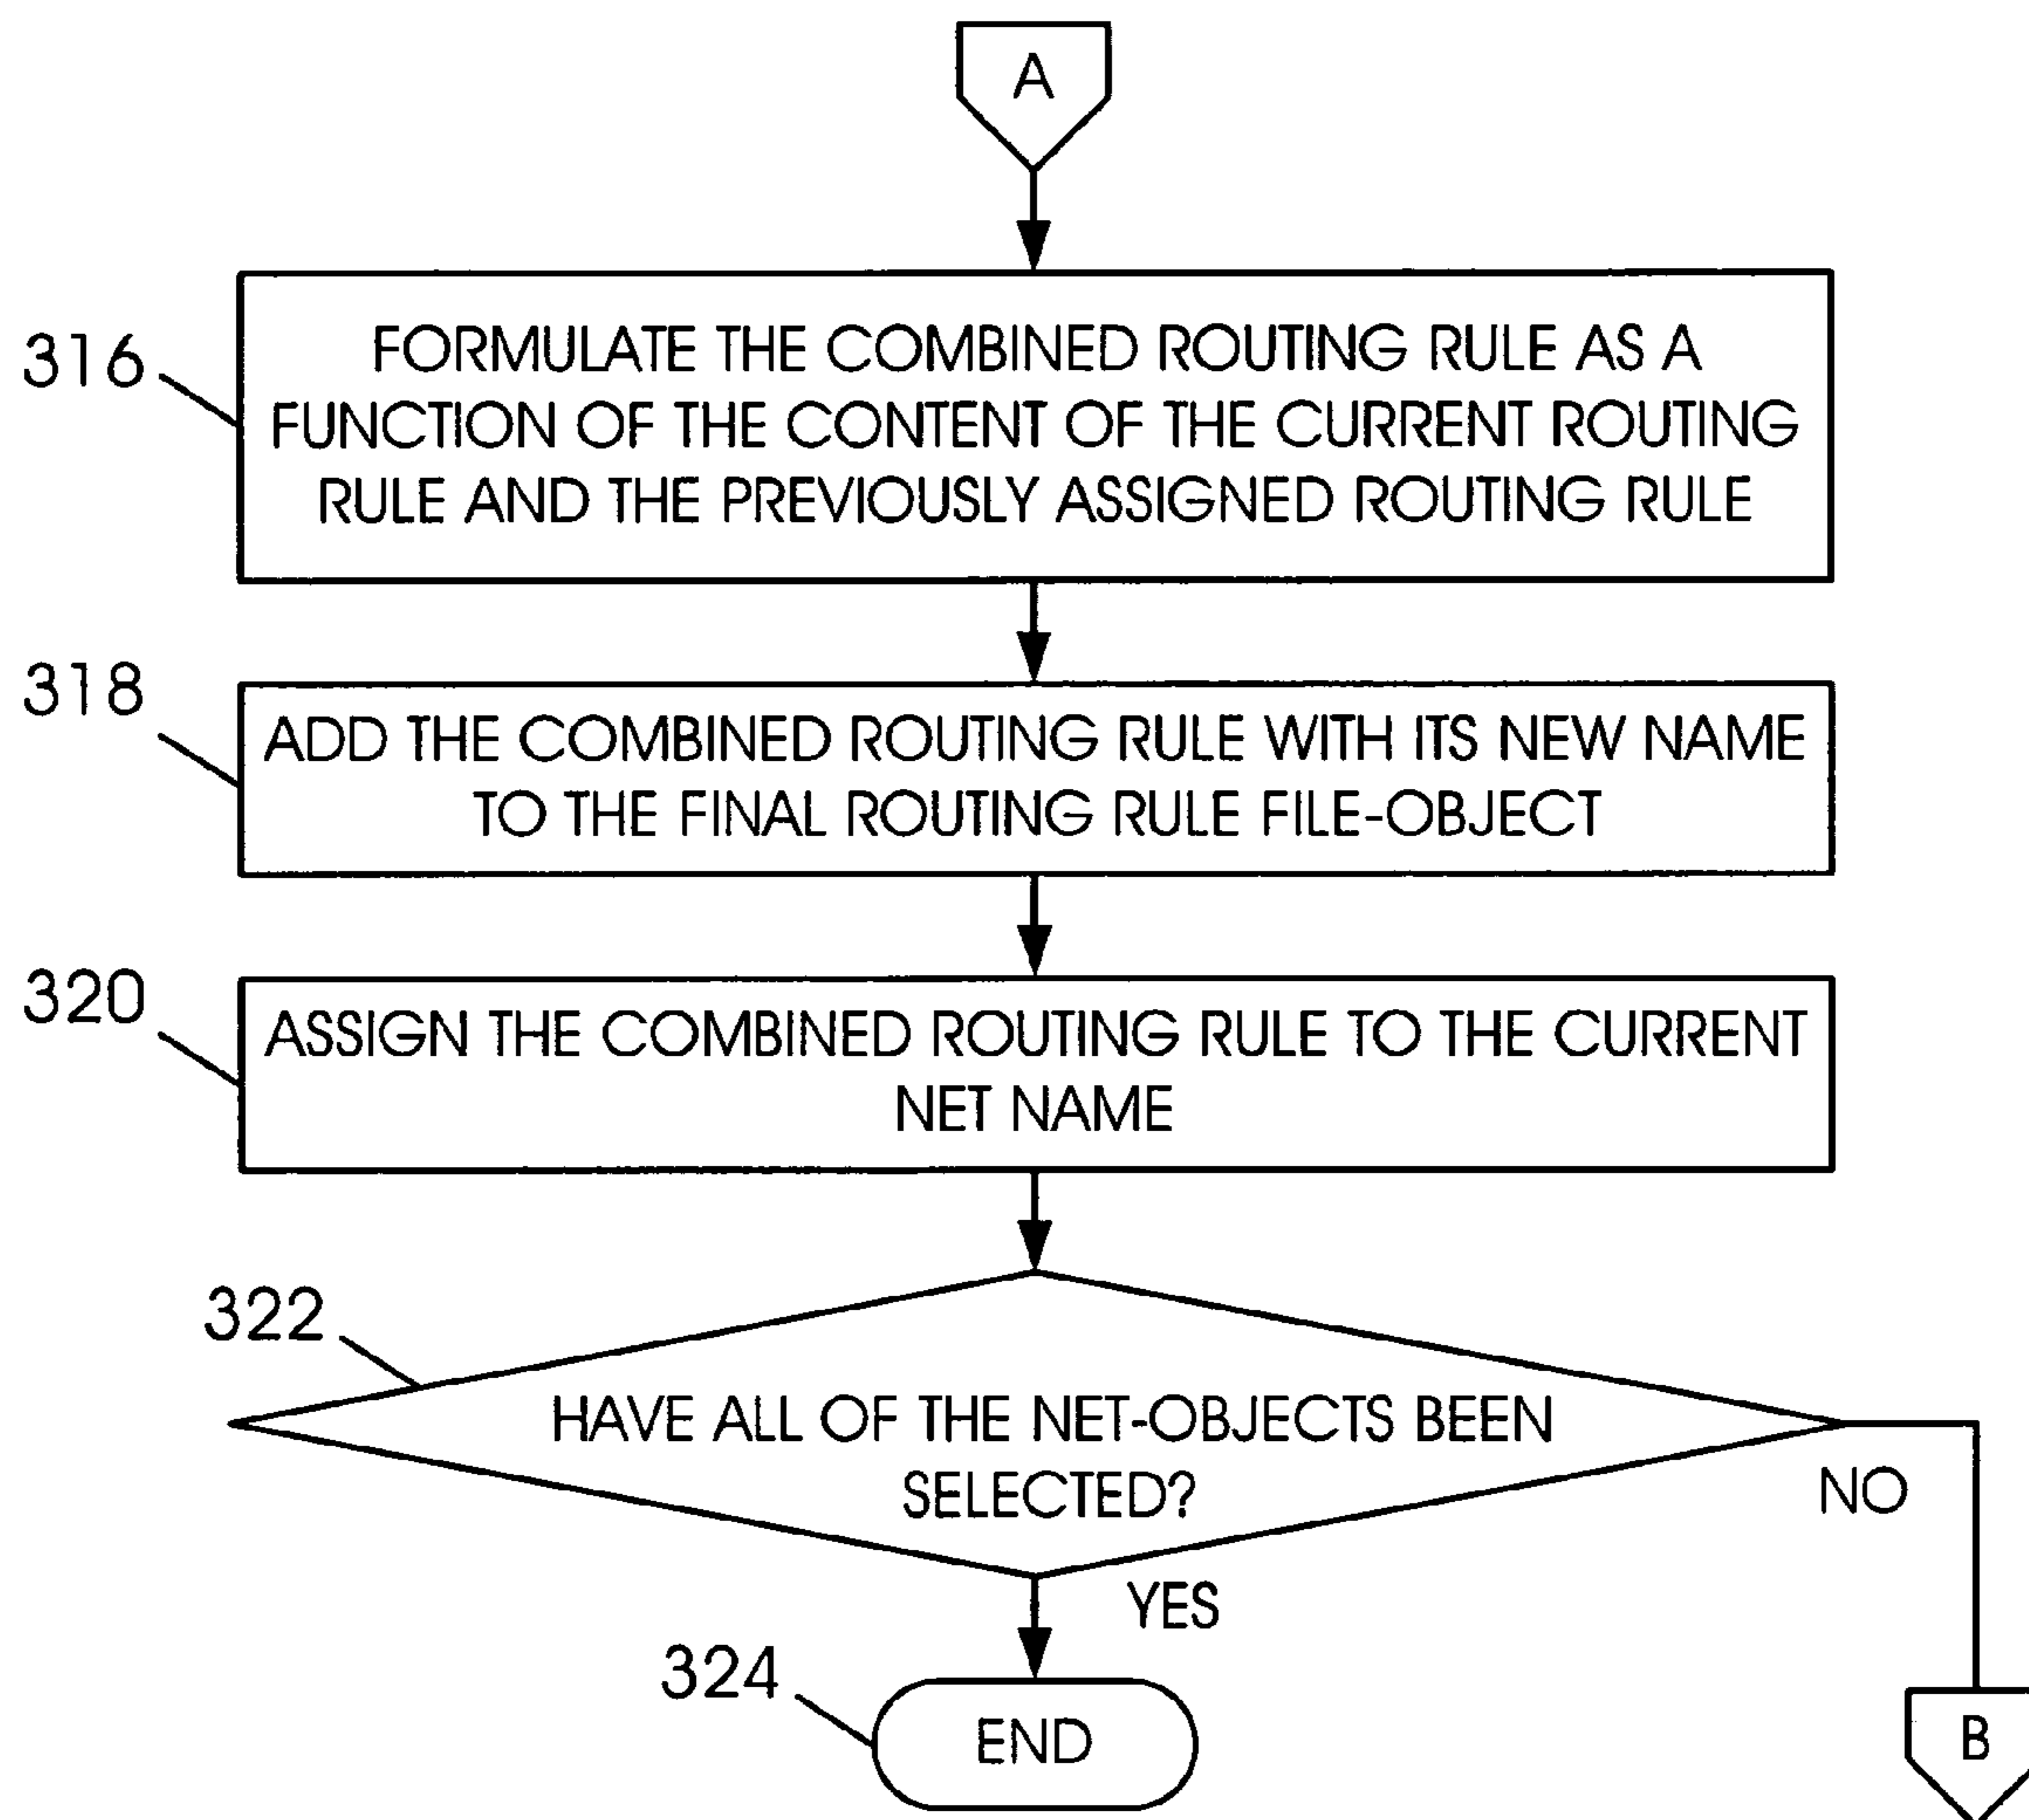 A
316
FORMULATE THE COMBINED ROUTING RULE AS A
FUNCTION OF THE CONTENT OF THE CURRENT ROUTING
RULE AND THE PREVIOUSLY ASSIGNED ROUTING RULE
318
ADD THE COMBINED ROUTING RULE WITH ITS NEW NAME
TO THE FINAL ROUTING RULE FILE-OBJECT
320
ASSIGN THE COMBINED ROUTING RULE TO THE CURRENT
NET NAME
322
HAVE ALL OF THE NET-OBJECTS BEEN
SELECTED?
NO
YES
324
END
B